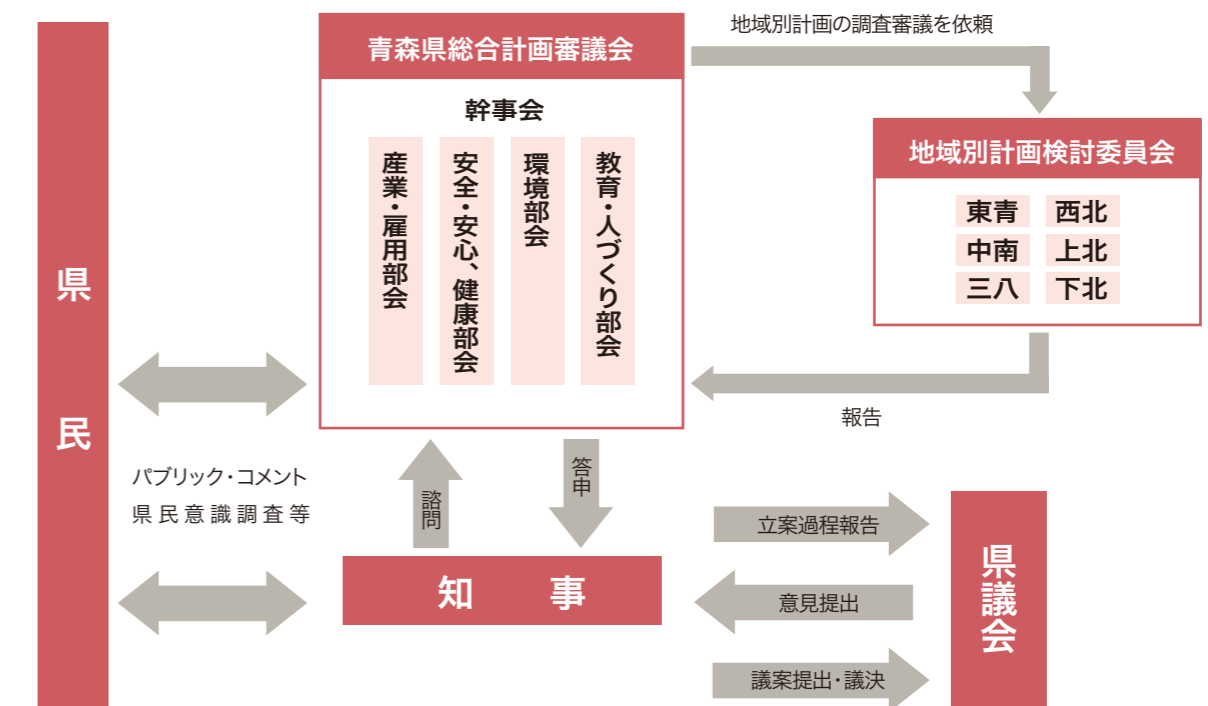 県民
青森県総合計画審議会
幹事会
産業・雇用部会
安全・安心、健康部会
環境部会
教育・人づくり部会
地域別計画の調査審議を依頼
地域別計画検討委員会
東青 西北
中南 上北
三八 下北
報告
パブリック・コメント
県民意識調査等
諮問
答申
知事
立案過程報告
意見提出
議案提出・議決
県議会